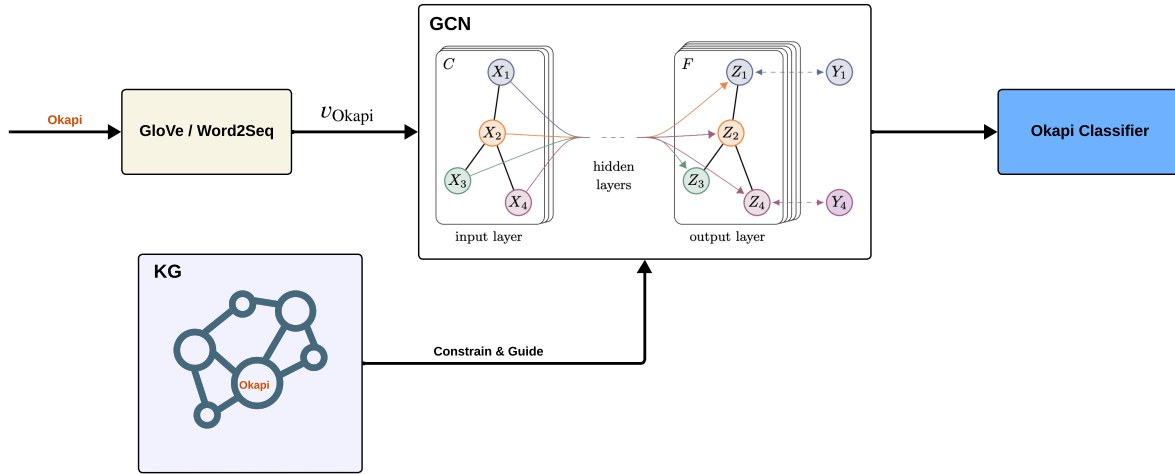 GCN
Okapi
GloVe / Word2Seq
υOkapi
C
X1
X2
X3
X4
input layer
hidden
layers
F
Z1
Z2
Z3
Z4
output layer
Y1
Y4
Okapi Classifier
KG
Okapi
Constrain & Guide